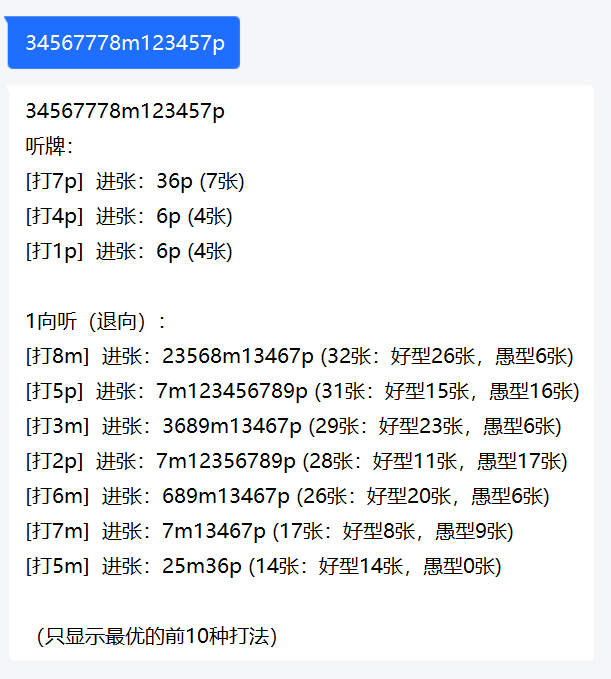 34567778m123457p
34567778m123457p
听牌：
[打7p]  进张：36p (7张)
[打4p]  进张：6p (4张)
[打1p]  进张：6p (4张)
1向听（退向）：
[打8m]  进张：23568m13467p (32张：好型26张，愚型6张)
[打5p]  进张：7m123456789p (31张：好型15张，愚型16张)
[打3m]  进张：3689m13467p (29张：好型23张，愚型6张)
[打2p]  进张：7m12356789p (28张：好型11张，愚型17张)
[打6m]  进张：689m13467p (26张：好型20张，愚型6张)
[打7m]  进张：7m13467p (17张：好型8张，愚型9张)
[打5m]  进张：25m36p (14张：好型14张，愚型0张)
（只显示最优的前10种打法）